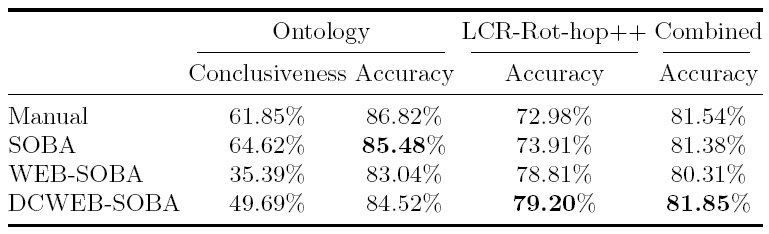 Ontology LCR-Rot-hop++ Combined
Conclusiveness Accuracy Accuracy Accuracy
Manual 61.85% 86.82% 72.98% 81.54%
SOBA 64.62% 85.48% 73.91% 81.38%
WEB-SOBA 35.39% 83.04% 78.81% 80.31%
DCWEB-SOBA 49.69% 84.52% 79.20% 81.85%